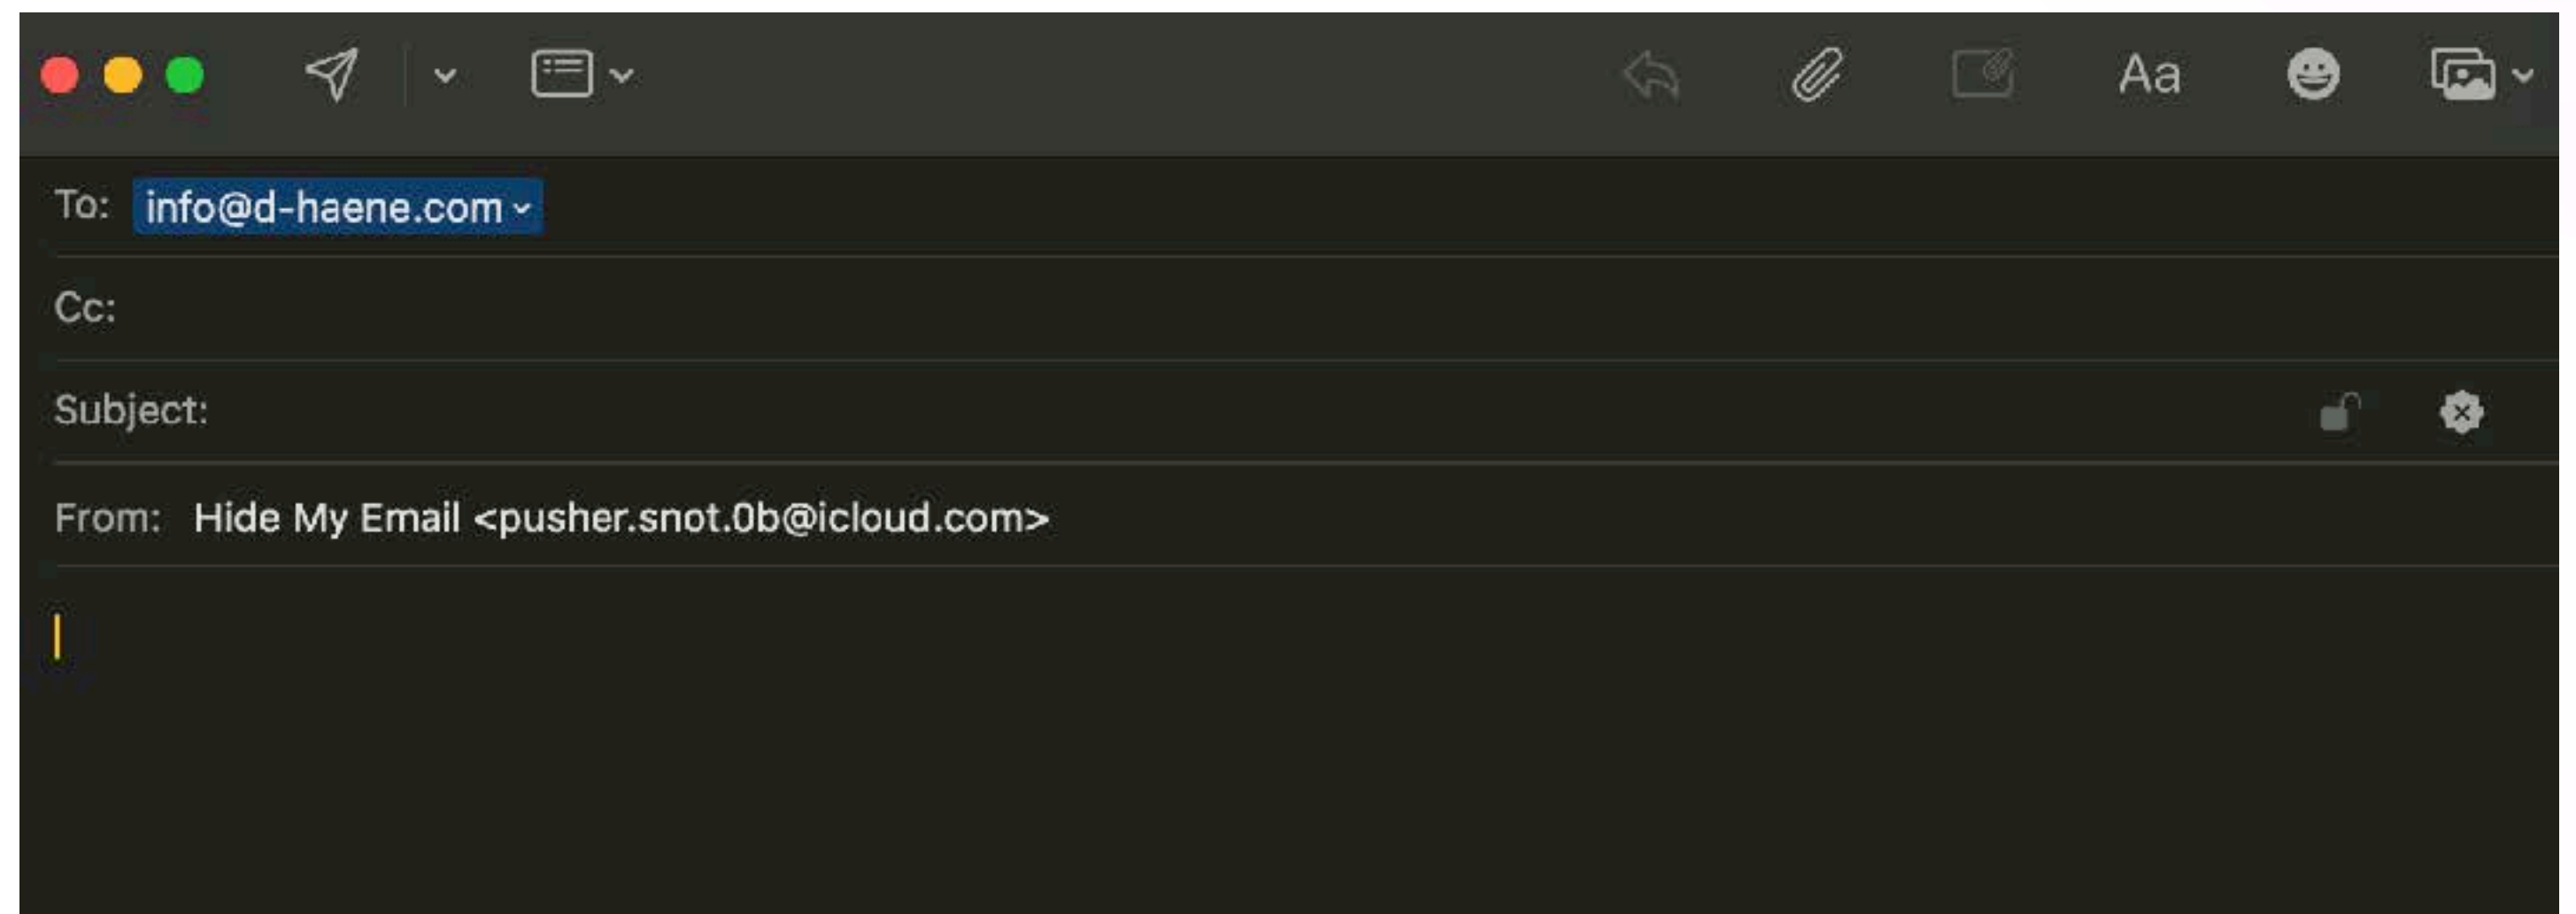 Aa
To: info@d-haene.com
Cc:
Subject:
From: Hide My Email <pusher.snot.0b@icloud.com>